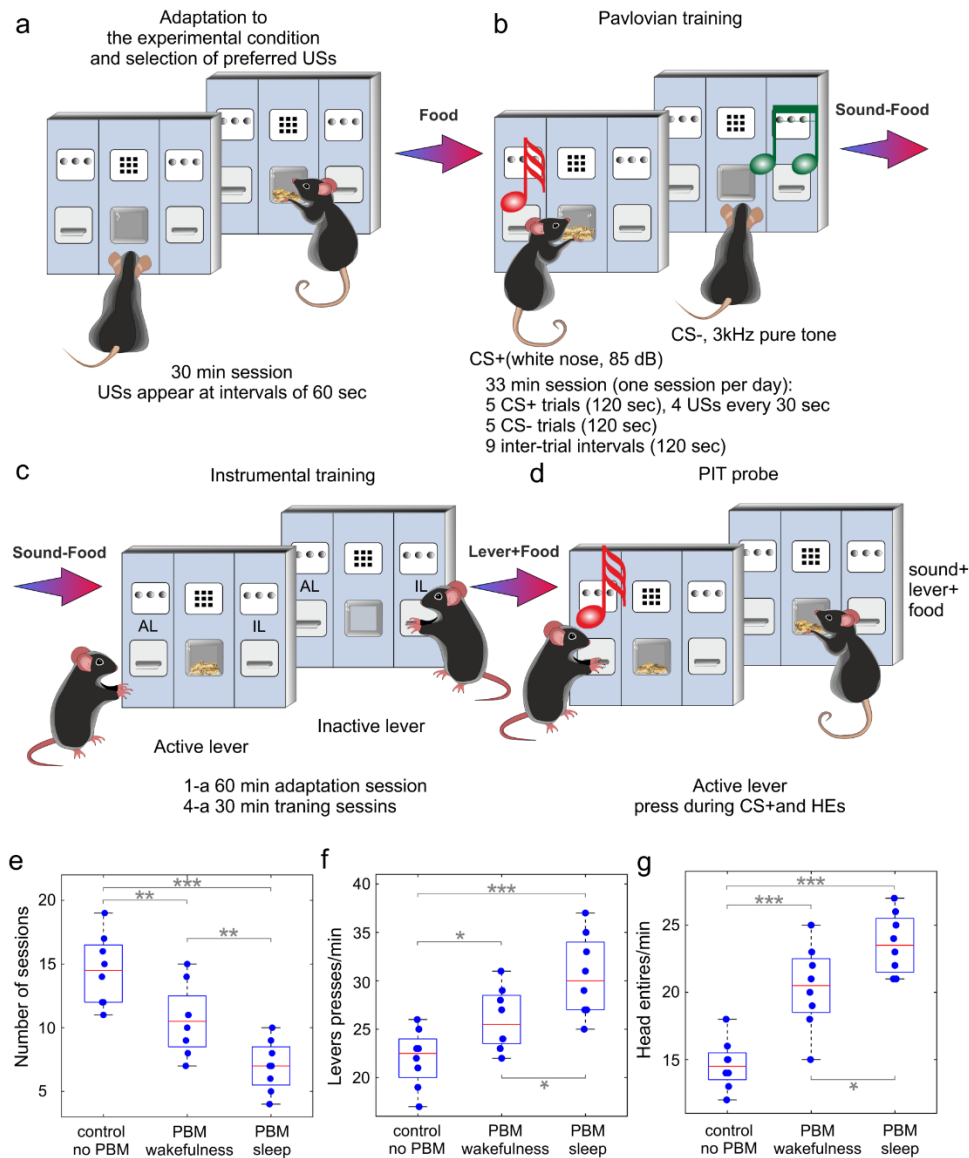 a
Adaptation to
the experimental condition
and selection of preferred USs
30 min session
USs appear at intervals of 60 sec
Food
b
Pavlovian training
CS+(white nose, 85 dB)
CS-, 3kHz pure tone
33 min session (one session per day):
5 CS+ trials (120 sec), 4 USs every 30 sec
5 CS- trials (120 sec)
9 inter-trial intervals (120 sec)
Sound-Food
c
Instrumental training
Sound-Food
AL
IL
AL
IL
Active lever
Inactive lever
1-a 60 min adaptation session
4-a 30 min traning sessins
Lever+Food
d
PIT probe
sound+
lever+
food
Active lever
press during CS+and HEs
e
Number of sessions
20
15
10
5
***
**
**
control
no PBM
PBM
wakefulness
PBM
sleep
f
Levers presses/min
40
35
30
25
20
***
*
*
control
no PBM
PBM
wakefulness
PBM
sleep
g
Head entires/min
25
20
15
***
***
*
control
no PBM
PBM
wakefulness
PBM
sleep